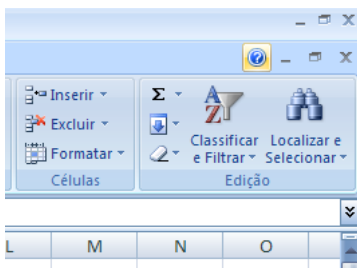 Inserir
Excluir
Formatar
Células
Σ
A
Z
Classificar
e Filtrar
Localizar e
Selecionar
Edição
L M N O